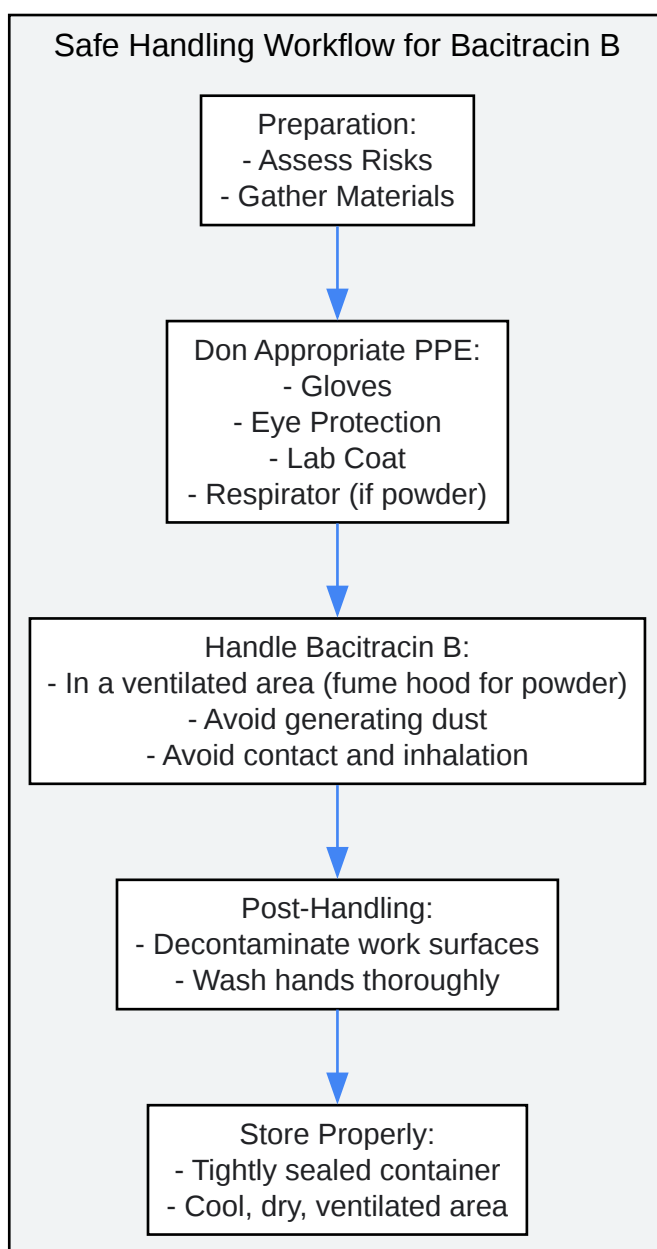 Safe Handling Workflow for Bacitracin B
Preparation:
- Assess Risks
- Gather Materials
Don Appropriate PPE:
- Gloves
- Eye Protection
- Lab Coat
- Respirator (if powder)
Handle Bacitracin B:
- In a ventilated area (fume hood for powder)
- Avoid generating dust
- Avoid contact and inhalation
Post-Handling:
- Decontaminate work surfaces
- Wash hands thoroughly
Store Properly:
- Tightly sealed container
- Cool, dry, ventilated area